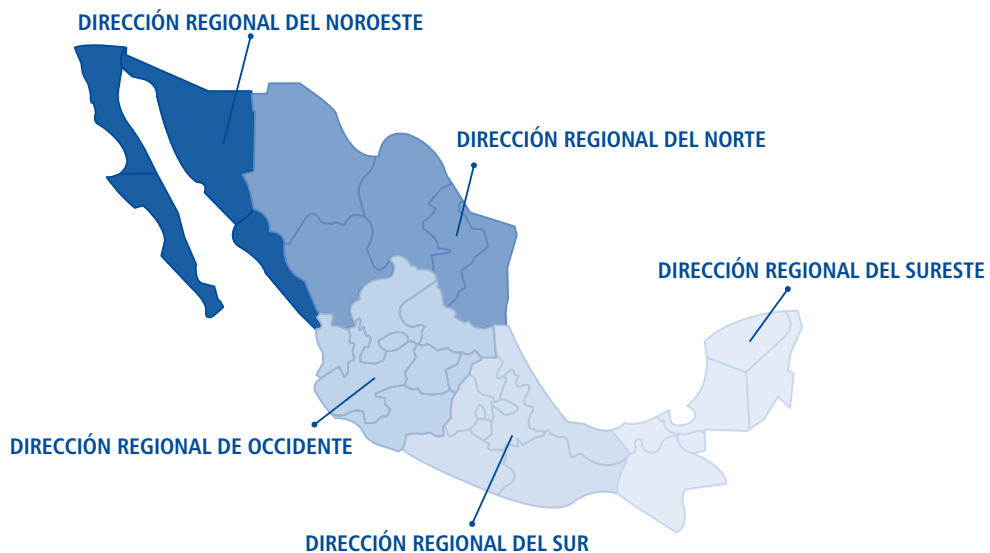 DIRECCIÓN REGIONAL DEL NOROESTE
DIRECCIÓN REGIONAL DEL NORTE
DIRECCIÓN REGIONAL DEL SURESTE
DIRECCIÓN REGIONAL DE OCCIDENTE
DIRECCIÓN REGIONAL DEL SUR